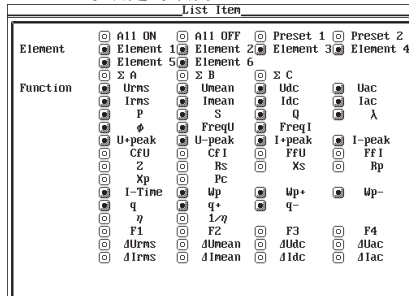 List Item
All ON All OFF Preset 1 Preset 2
Element Element 1 Element 2 Element 3 Element 4
Element 5 Element 6
Σ A Σ B Σ C
Function Urms Umean Udc Uac
Irms Imean Idc Iac
P S Q λ
ϕ FreqU FreqI
U+peak U-peak I+peak I-peak
CfU CfI FfU FfI
Z Rs Xs Rp
Xp Pc
I-Time Wp Wp+ Wp-
q q+ q-
η 1/η
F1 F2 F3 F4
ΔUrms ΔUmean ΔUdc ΔUac
ΔIrms ΔImean ΔIdc ΔIac